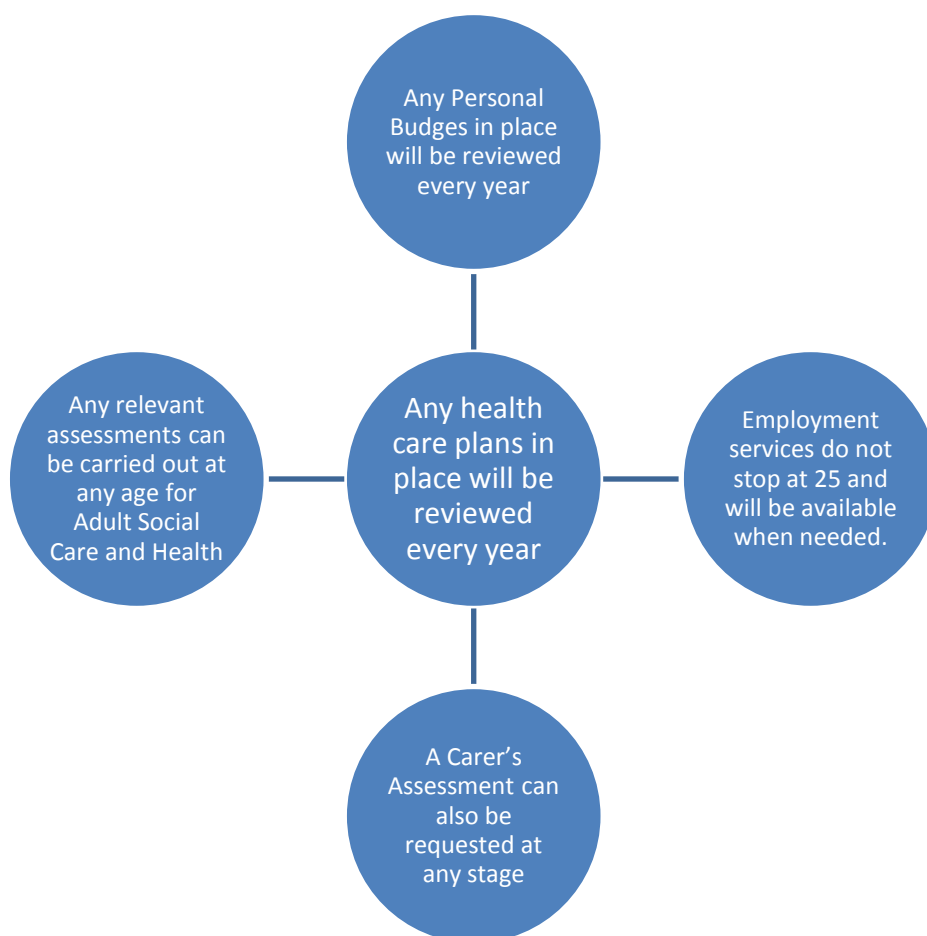 Any Personal
Budges in place
will be reviewed
every year
Any relevant
assessments can
be carried out at
any age for
Adult Social
Care and Health
Any health
care plans in
place will be
reviewed
every year
Employment
services do not
stop at 25 and
will be available
when needed.
A Carer’s
Assessment can
also be
requested at
any stage